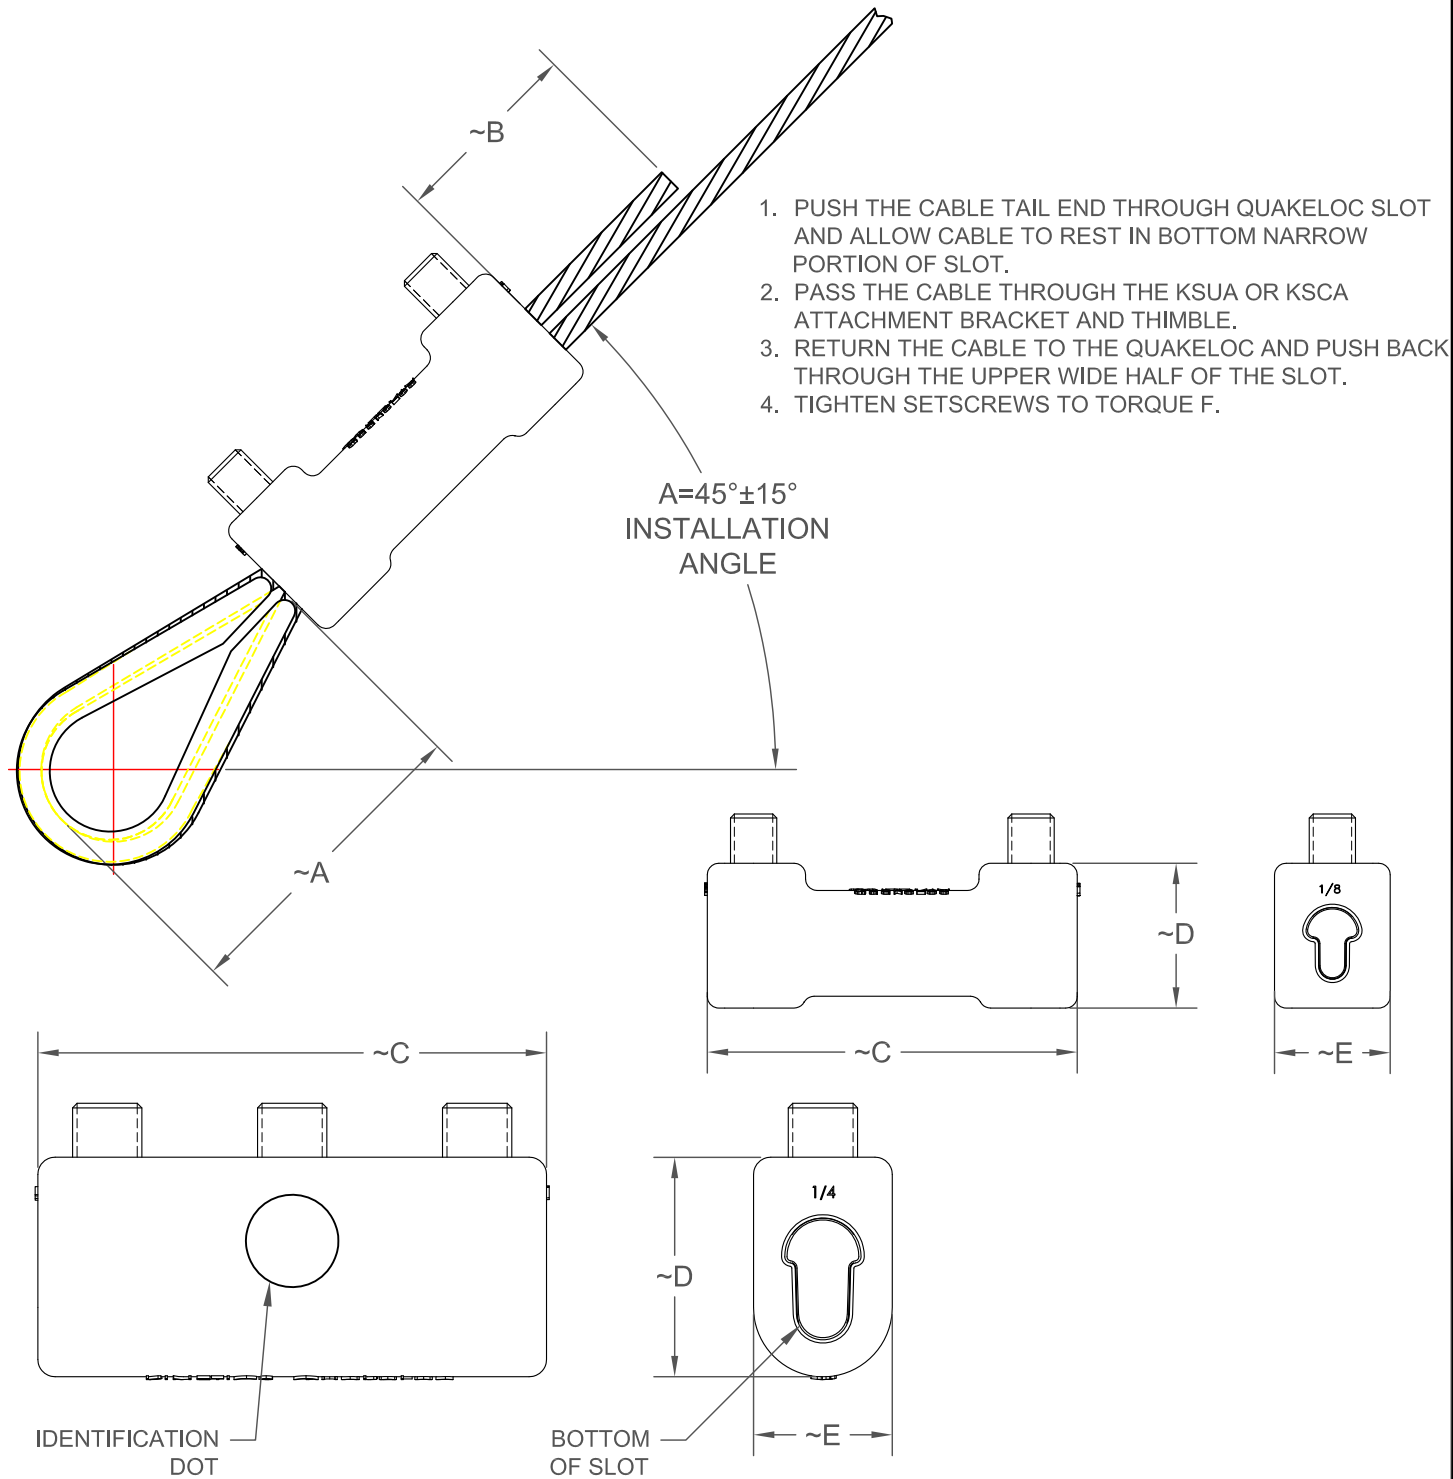 ~B
1. PUSH THE CABLE TAIL END THROUGH QUAKELOC SLOT
AND ALLOW CABLE TO REST IN BOTTOM NARROW
PORTION OF SLOT.
2. PASS THE CABLE THROUGH THE KSUA OR KSCA
ATTACHMENT BRACKET AND THIMBLE.
3. RETURN THE CABLE TO THE QUAKELOC AND PUSH BACK
THROUGH THE UPPER WIDE HALF OF THE SLOT.
4. TIGHTEN SETSCREWS TO TORQUE F.
A=45°±15°
INSTALLATION
ANGLE
~A
1/8
~D
~C
~E
~C
1/4
~D
~E
IDENTIFICATION
DOT
BOTTOM
OF SLOT